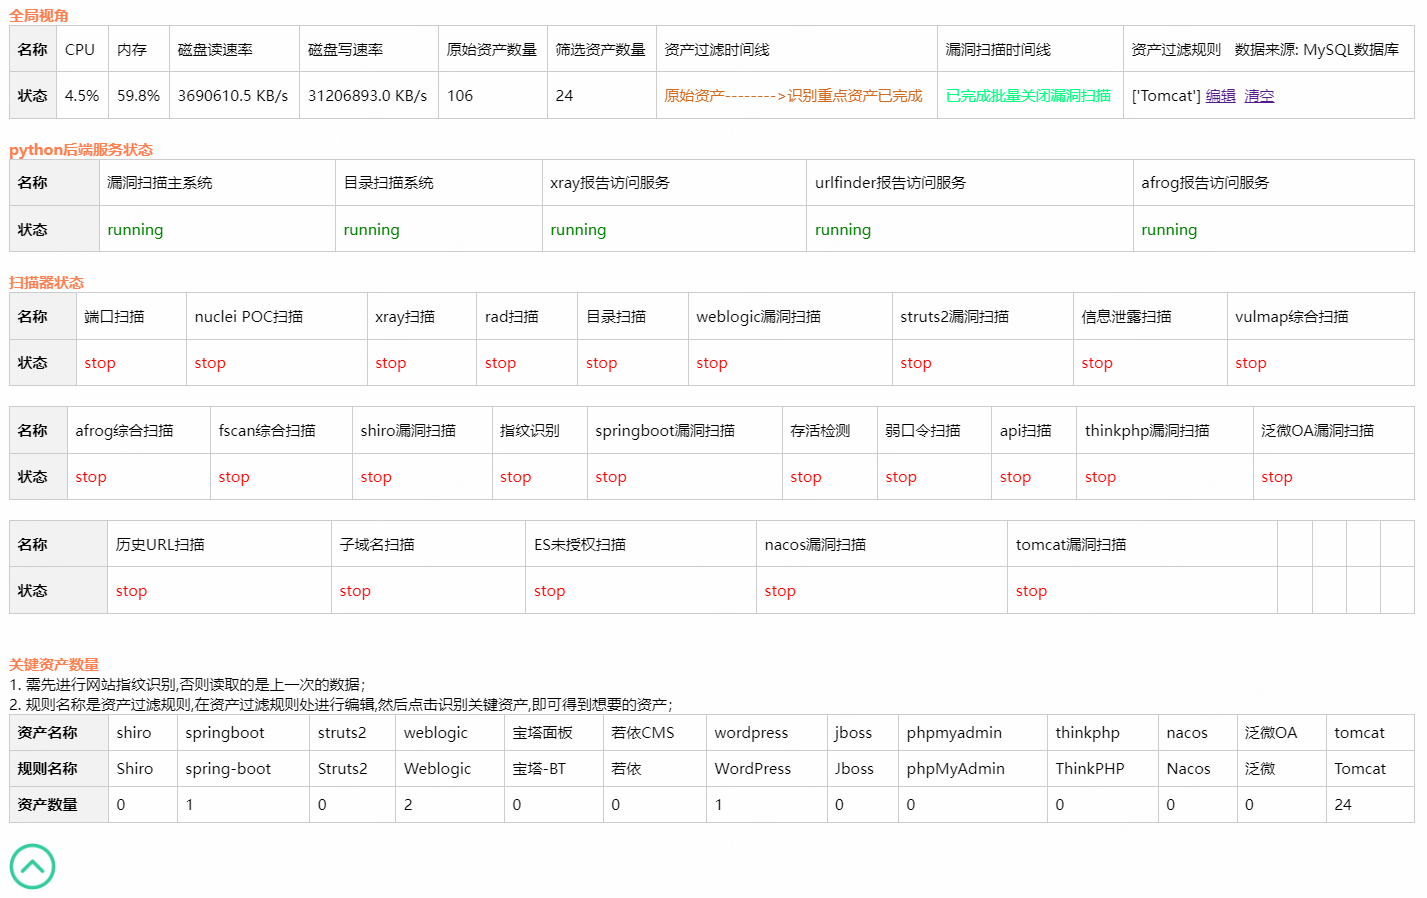 全局视角
名称 CPU 内存 磁盘读速率 磁盘写速率 原始资产数量 筛选资产数量 资产过滤时间线 漏洞扫描时间线 资产过滤规则 数据来源: MySQL数据库
状态 4.5% 59.8% 3690610.5 KB/s 31206893.0 KB/s 106 24 原始资产-------->识别重点资产已完成 已完成批量关闭漏洞扫描 ['Tomcat'] 编辑 清空
python后端服务状态
名称 漏洞扫描主系统 目录扫描系统 xray报告访问服务 urlfinder报告访问服务 afrog报告访问服务
状态 running running running running running
扫描器状态
名称 端口扫描 nuclei POC扫描 xray扫描 rad扫描 目录扫描 weblogic漏洞扫描 struts2漏洞扫描 信息泄露扫描 vulmap综合扫描
状态 stop stop stop stop stop stop stop stop stop
名称 afrog综合扫描 fscan综合扫描 shiro漏洞扫描 指纹识别 springboot漏洞扫描 存活检测 弱口令扫描 api扫描 thinkphp漏洞扫描 泛微OA漏洞扫描
状态 stop stop stop stop stop stop stop stop stop stop
名称 历史URL扫描 子域名扫描 ES未授权扫描 nacos漏洞扫描 tomcat漏洞扫描
状态 stop stop stop stop stop
关键资产数量
1. 需先进行网站指纹识别,否则读取的是上一次的数据；
2. 规则名称是资产过滤规则,在资产过滤规则处进行编辑,然后点击识别关键资产,即可得到想要的资产；
资产名称 shiro springboot struts2 weblogic 宝塔面板 若依CMS wordpress jboss phpmyadmin thinkphp nacos 泛微OA tomcat
规则名称 Shiro spring-boot Struts2 Weblogic 宝塔-BT 若依 WordPress Jboss phpMyAdmin ThinkPHP Nacos 泛微 Tomcat
资产数量 0 1 0 2 0 0 1 0 0 0 0 0 24